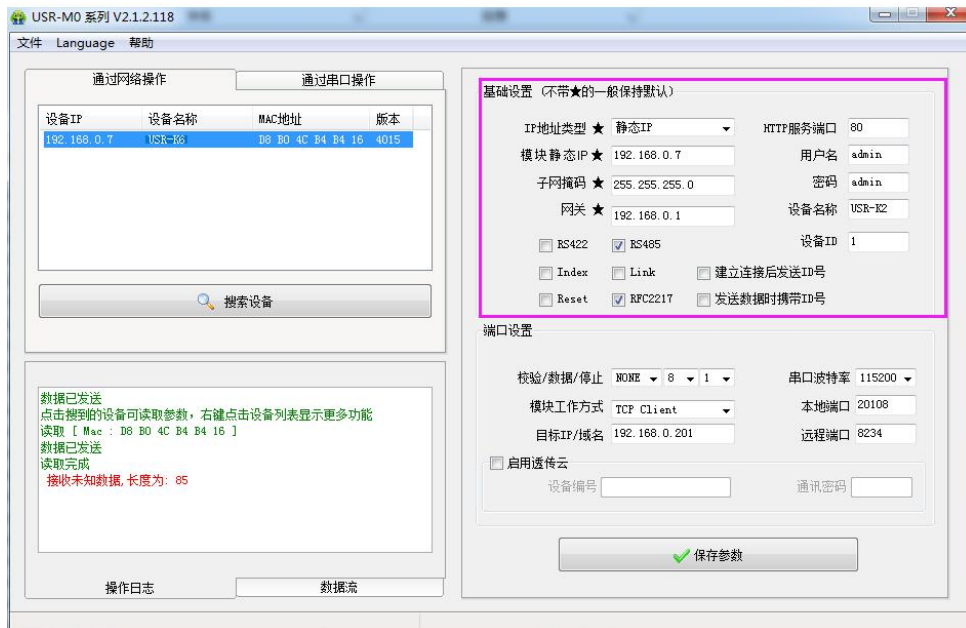 USR-M0 系列 V2.1.2.118
文件 Language 帮助
通过网络操作 通过串口操作
设备IP 设备名称 MAC地址 版本
192.168.0.7 USR-K6 D8 B0 4C B4 B4 16 4015
搜索设备
数据已发送
点击搜到的设备可读取参数，右键点击设备列表显示更多功能
读取 [ Mac : D8 B0 4C B4 B4 16 ]
数据已发送
读取完成
接收未知数据,长度为: 85
操作日志 数据流
基础设置 (不带★的一般保持默认)
IP地址类型 ★ 静态IP HTTP服务端口 80
模块静态IP ★ 192.168.0.7 用户名 admin
子网掩码 ★ 255.255.255.0 密码 admin
网关 ★ 192.168.0.1 设备名称 USR-K2
RS422 RS485 设备ID 1
Index Link 建立连接后发送ID号
Reset RFC2217 发送数据时携带ID号
端口设置
校验/数据/停止 NONE 8 1 串口波特率 115200
模块工作方式 TCP Client 本地端口 20108
目标IP/域名 192.168.0.201 远程端口 8234
启用透传云
设备编号 通讯密码
保存参数